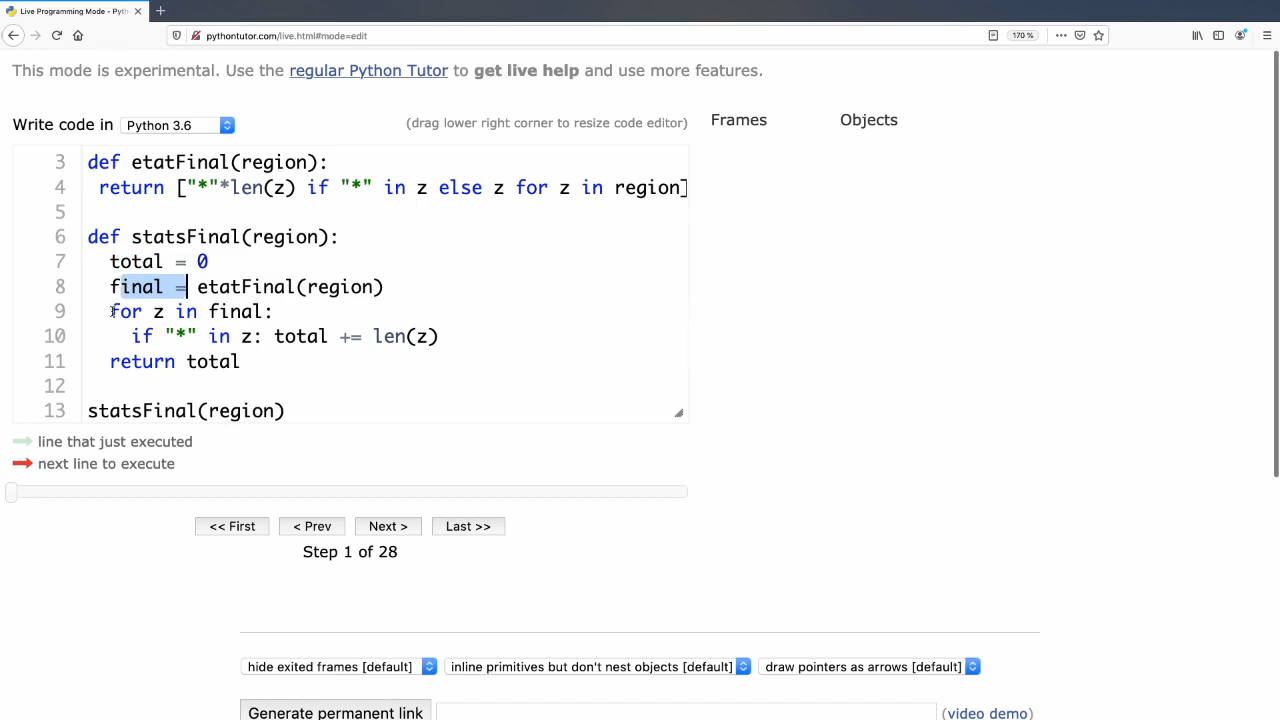 Live Programming Mode - Pyth
pythontutor.com/live.html#mode=edit
170 %
This mode is experimental. Use the regular Python Tutor to get live help and use more features.
Write code in Python 3.6 (drag lower right corner to resize code editor)
Frames Objects
3 def etatFinal(region):
4 return ["*"*len(z) if "*" in z else z for z in region]
5
6 def statsFinal(region):
7 total = 0
8 final = etatFinal(region)
9 for z in final:
10 if "*" in z: total += len(z)
11 return total
12
13 statsFinal(region)
line that just executed
next line to execute
<< First < Prev Next > Last >>
Step 1 of 28
hide exited frames [default] inline primitives but don't nest objects [default] draw pointers as arrows [default]
Generate permanent link (video demo)